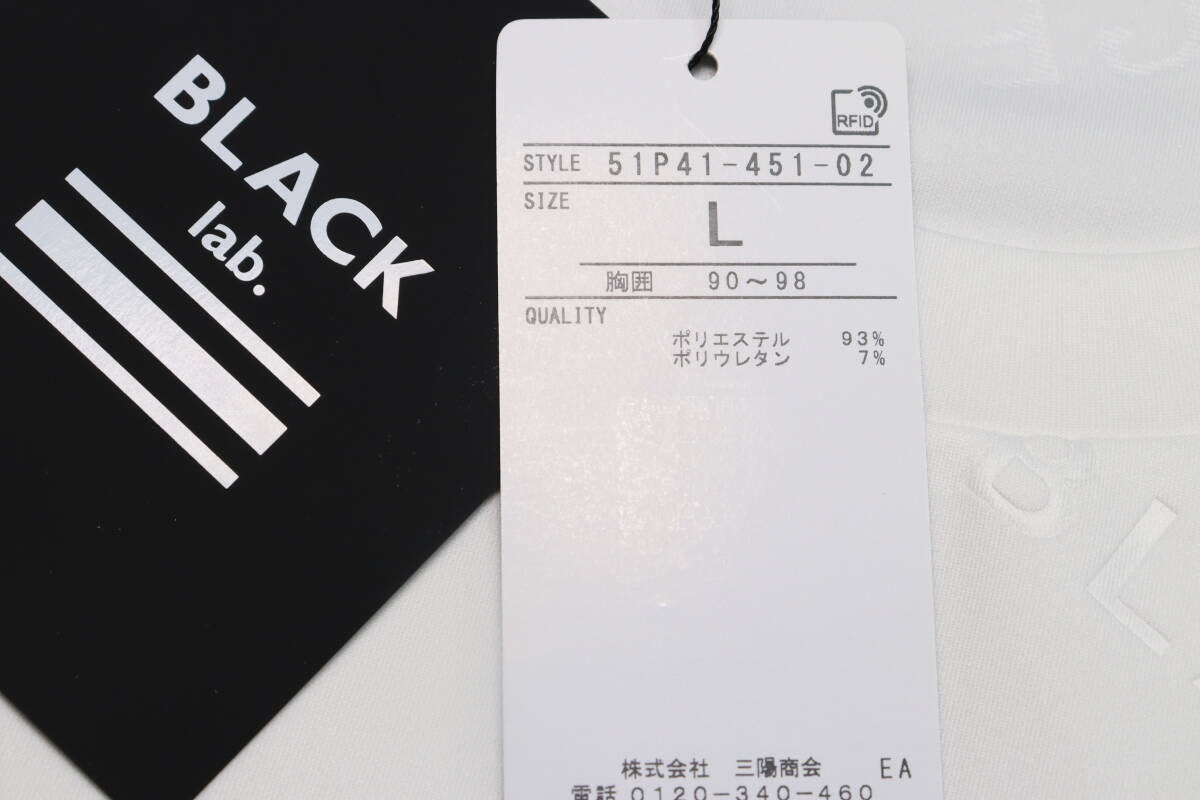 BLACK
lab.
RFID
STYLE 51P41-451-02
SIZE
L
胸囲 90～98
QUALITY
ポリエステル 93%
ポリウレタン 7%
株式会社 三陽商会 EA
電話 0120-340-460